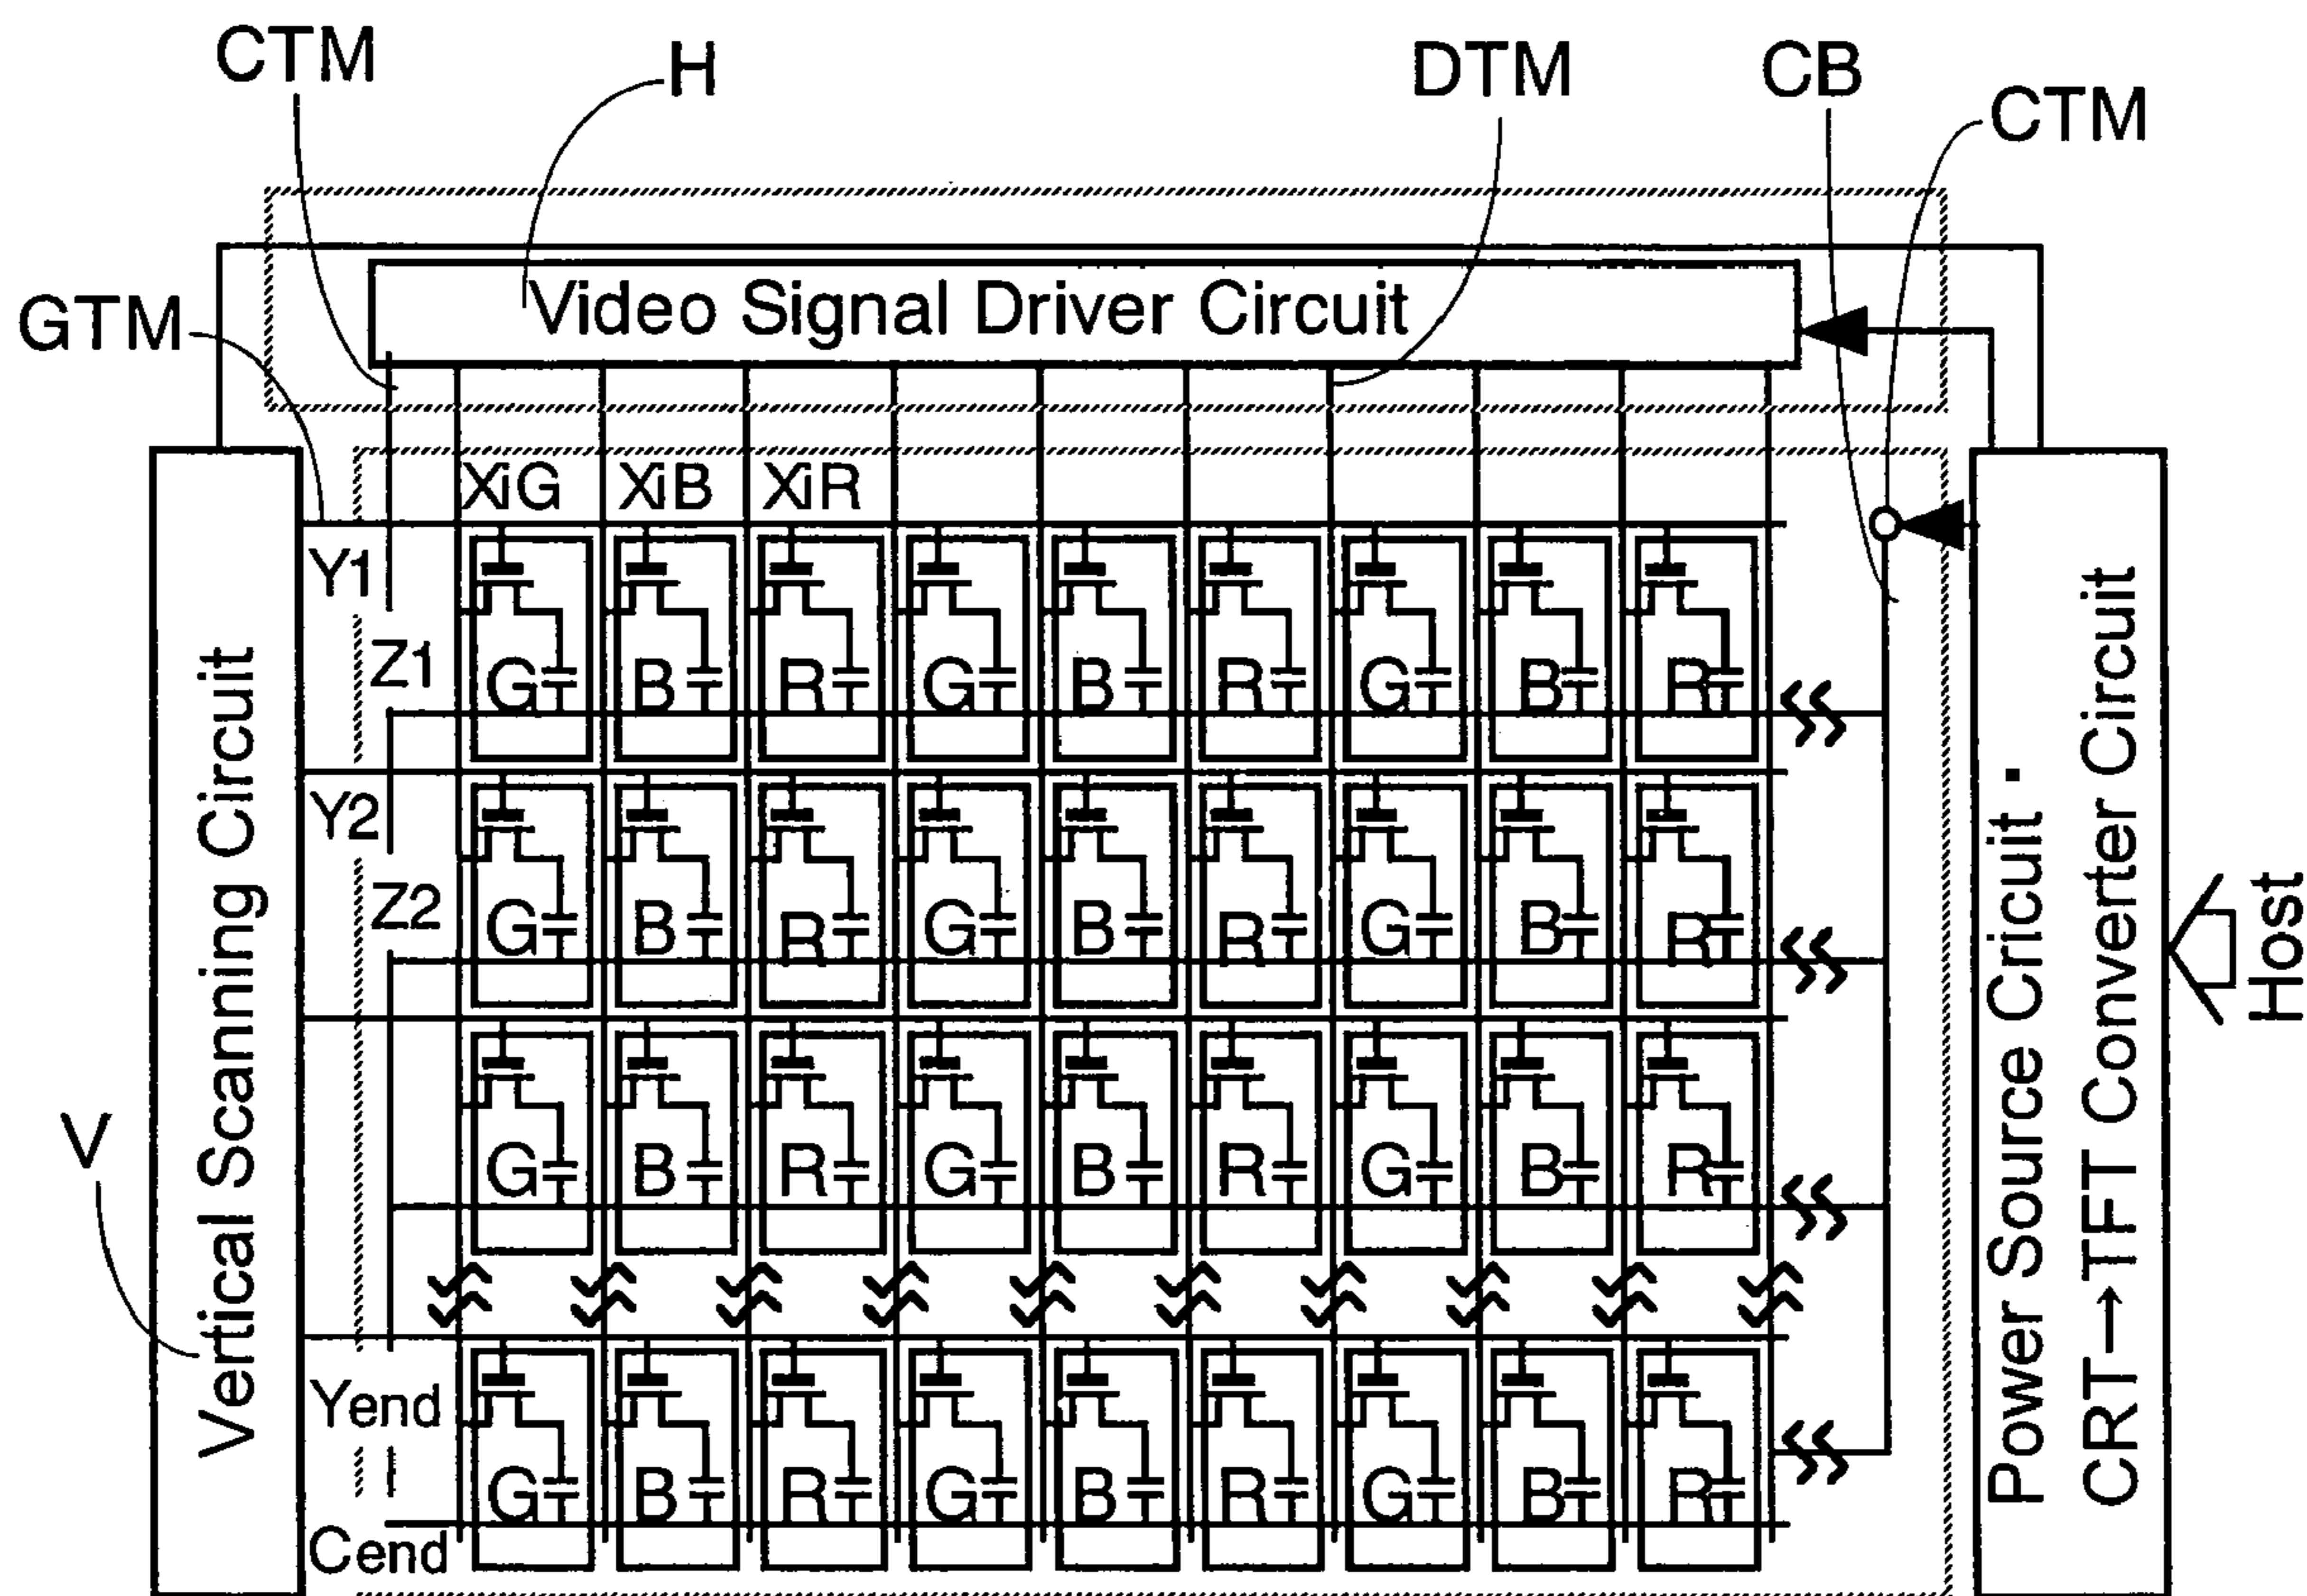 CTM
H
DTM
CB
CTM
GTM
Video Signal Driver Circuit
XiG XiB XiR
Y1
Z1
G B R G B R G B R
Y2
Z2
G B R G B R G B R
G B R G B R G B R
V
Yend
G B R G B R G B R
Cend
Vertical Scanning Circuit
Power Source Cricuit ·
CRT→TFT Converter Circuit
Host